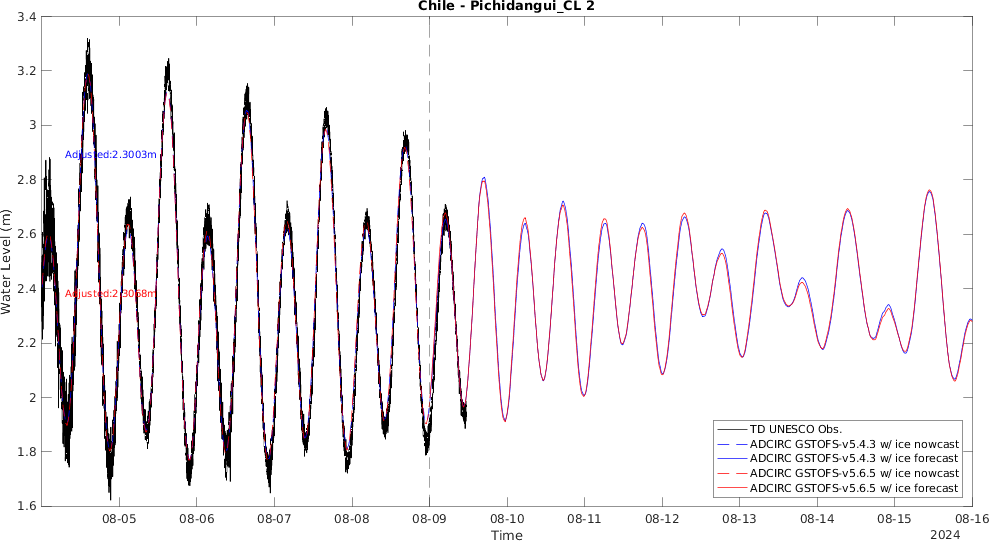 Chile - Pichidangui_CL 2
3.4
3.2
3
2.8
2.6
2.4
2.2
2
1.8
1.6
Water Level (m)
Adjusted:2.3003m
Adjusted:2.3068m
TD UNESCO Obs.
ADCIRC GSTOFS-v5.4.3 w/ ice nowcast
ADCIRC GSTOFS-v5.4.3 w/ ice forecast
ADCIRC GSTOFS-v5.6.5 w/ ice nowcast
ADCIRC GSTOFS-v5.6.5 w/ ice forecast
08-05 08-06 08-07 08-08 08-09 08-10 08-11 08-12 08-13 08-14 08-15 08-16
Time
2024